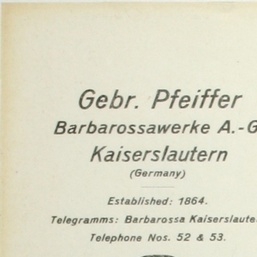 Gebr. Pfeiffer
Barbarossawerke A.-G
Kaiserslautern
(Germany)
Established: 1864.
Telegramms: Barbarossa Kaiserslaute
Telephone Nos. 52 & 53.